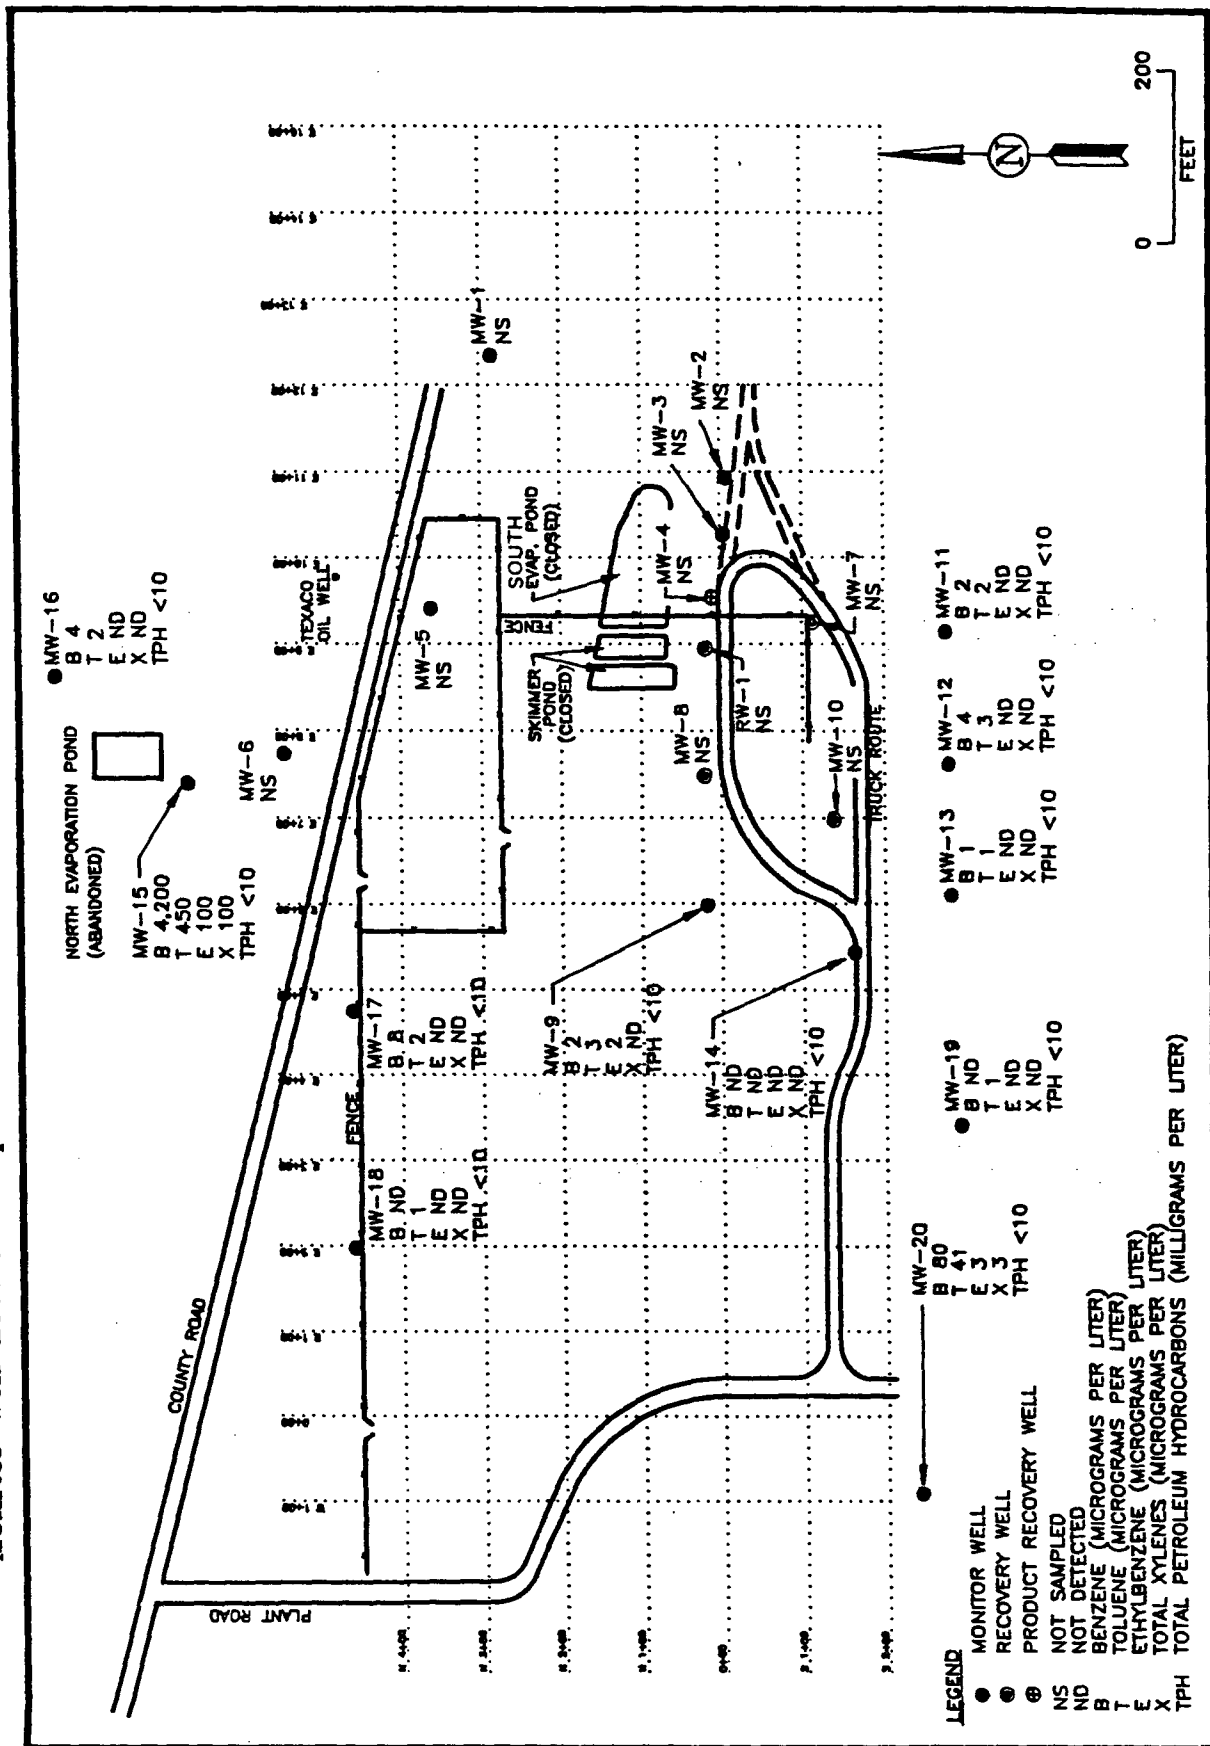 NORTH EVAPORATION POND
(ABANDONED)
MW-15
B 4,200
T 450
E 100
X 100
TPH <10
MW-16
B 4
T 2
E ND
X ND
TPH <10
MW-6
NS
COUNTY ROAD
PLANT ROAD
FENCE
TEXACO
OIL WELL
MW-5
NS
MW-1
NS
MW-18
B ND
T 1
E ND
X ND
TPH <10
MW-17
B 8
T 2
E ND
X ND
TPH <10
SKIMMER
POND
(CLOSED)
FENCE
SOUTH
EVAP. POND
(CLOSED)
MW-9
B 2
T 3
E 2
X ND
TPH <10
MW-8
NS
RW-1
NS
MW-4
NS
MW-3
NS
MW-2
NS
MW-14
B ND
T ND
E ND
X ND
TPH <10
MW-10
NS
MW-7
NS
TRUCK ROUTE
MW-20
B 80
T 41
E 3
X 3
TPH <10
MW-19
B ND
T 1
E ND
X ND
TPH <10
MW-13
B 1
T 1
E ND
X ND
TPH <10
MW-12
B 4
T 3
E ND
X ND
TPH <10
MW-11
B 2
T 2
E ND
X ND
TPH <10
N
0 200
FEET
LEGEND
MONITOR WELL
RECOVERY WELL
PRODUCT RECOVERY WELL
NS NOT SAMPLED
ND NOT DETECTED
B BENZENE (MICROGRAMS PER LITER)
T TOLUENE (MICROGRAMS PER LITER)
E ETHYLBENZENE (MICROGRAMS PER LITER)
X TOTAL XYLENES (MICROGRAMS PER LITER)
TPH TOTAL PETROLEUM HYDROCARBONS (MILLIGRAMS PER LITER)